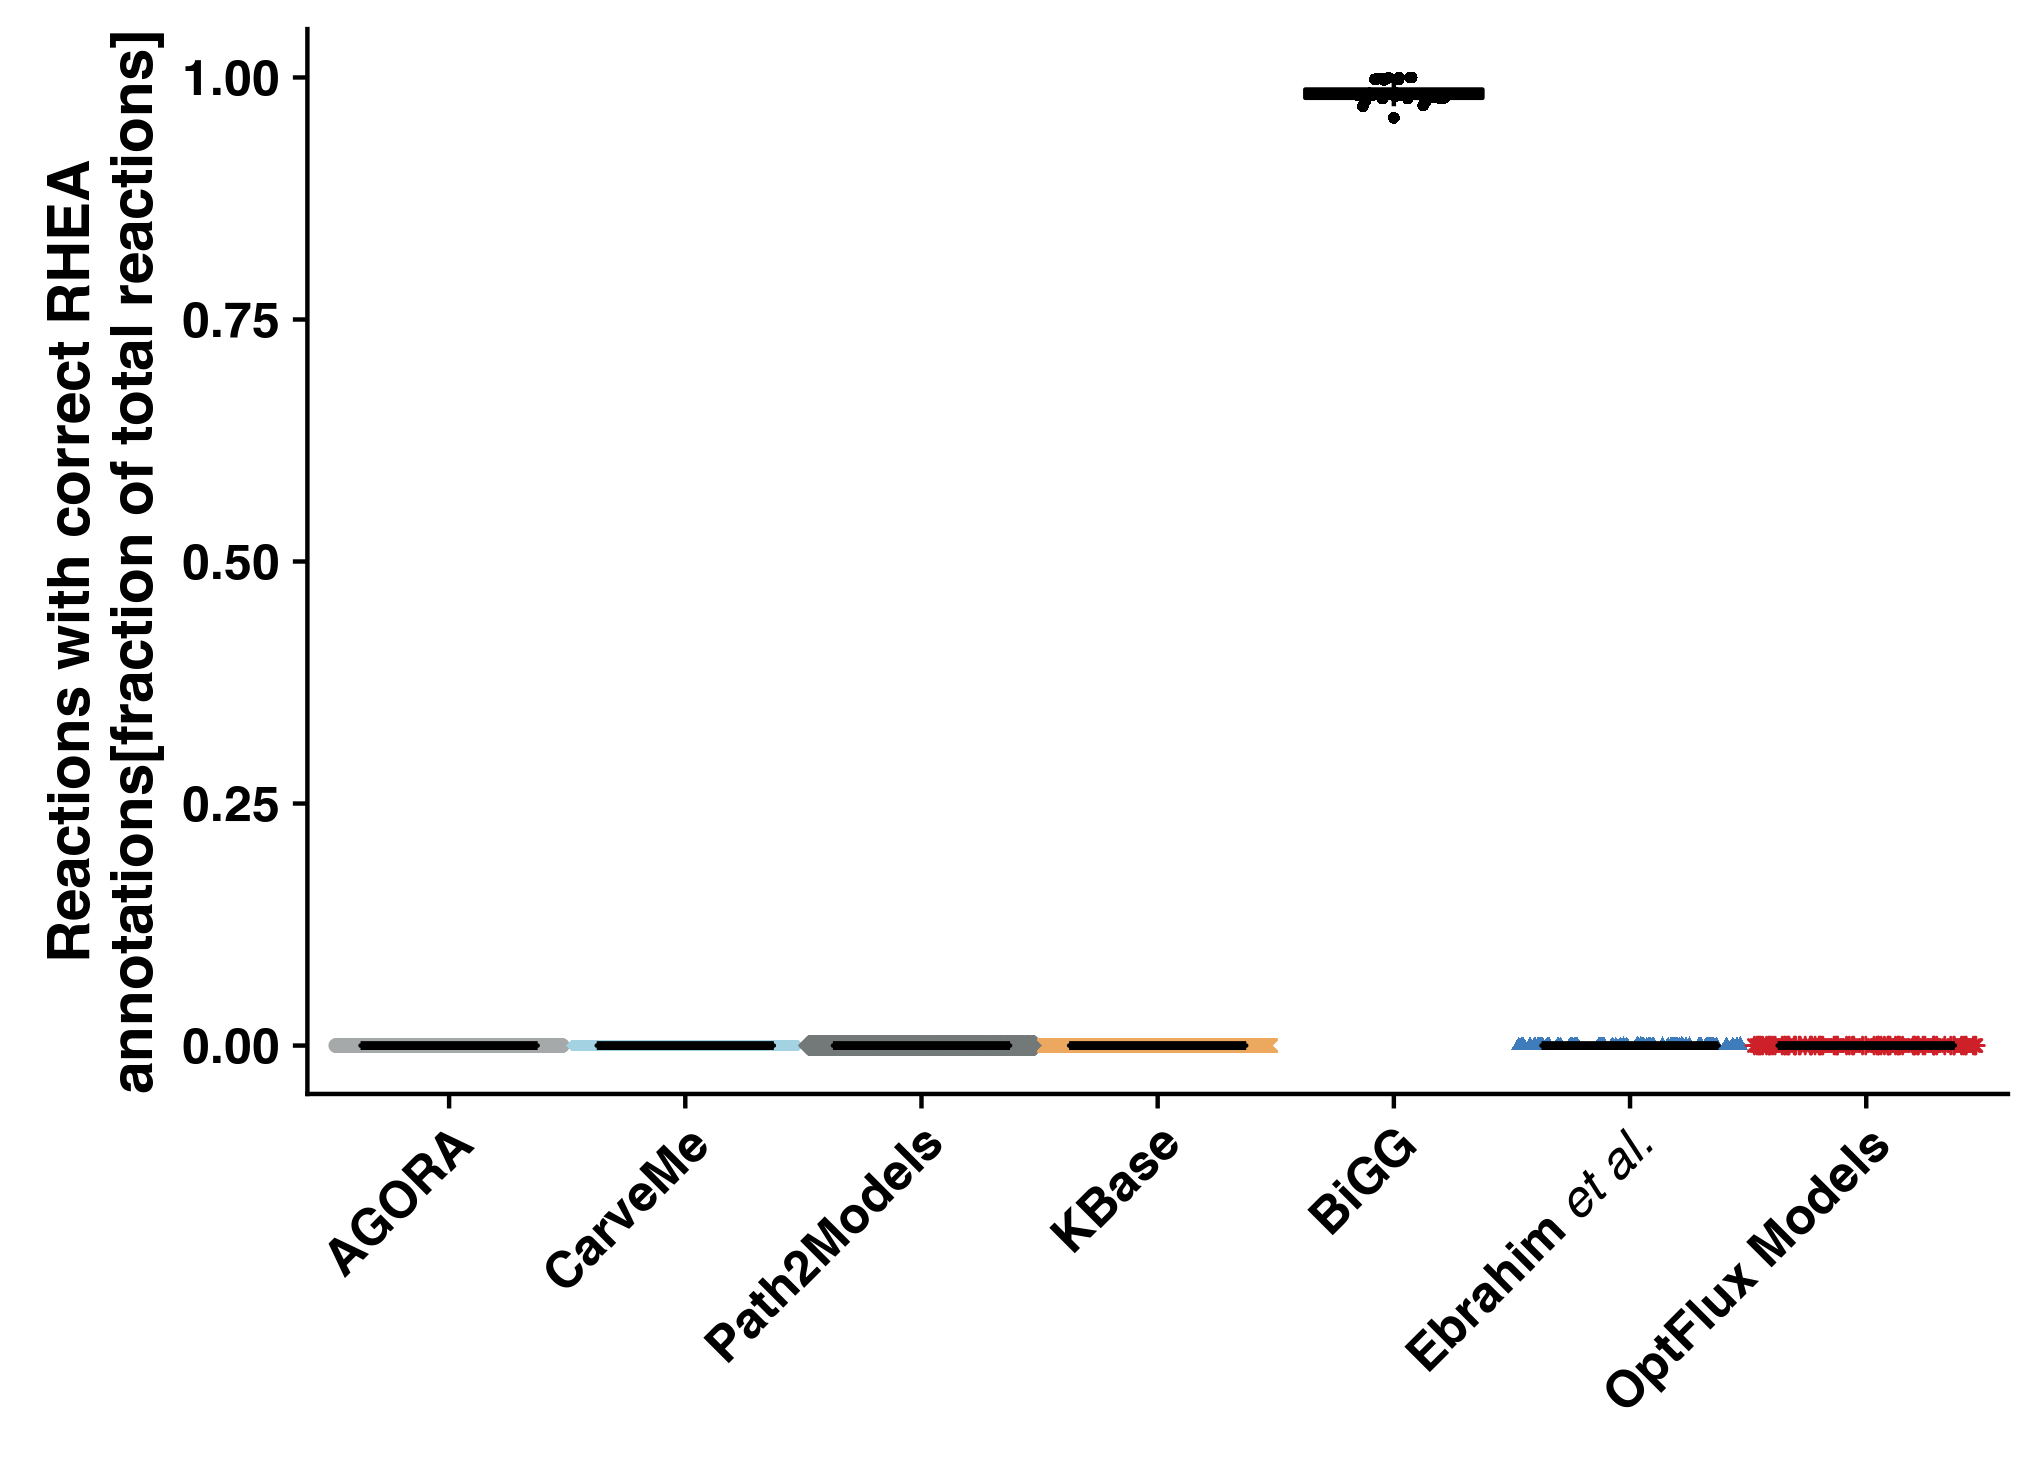 Reactions with correct RHEA
annotations[fraction of total reactions]
1.00
0.75
0.50
0.25
0.00
AGORA
CarveMe
Path2Models
KBase
BiGG
Ebrahim et al.
OptFlux Models